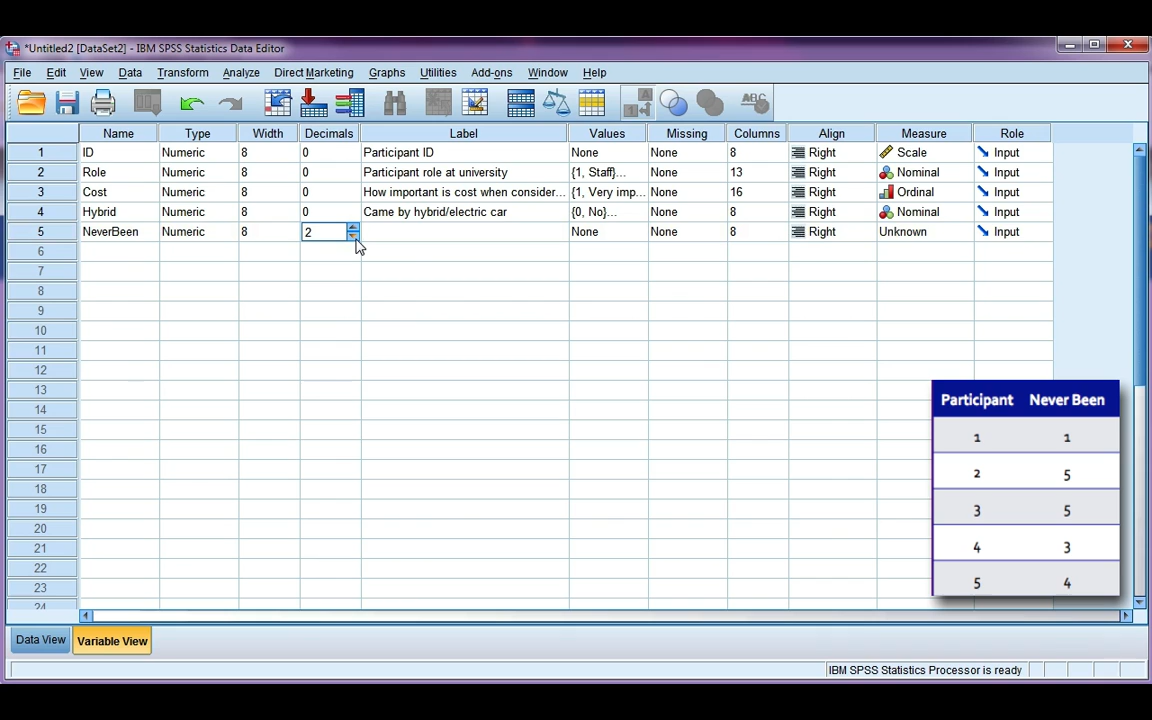 *Untitled2 [DataSet2] - IBM SPSS Statistics Data Editor
File Edit View Data Transform Analyze Direct Marketing Graphs Utilities Add-ons Window Help
Name Type Width Decimals Label Values Missing Columns Align Measure Role
1 ID Numeric 8 0 Participant ID None None 8 Right Scale Input
2 Role Numeric 8 0 Participant role at university {1, Staff}... None 13 Right Nominal Input
3 Cost Numeric 8 0 How important is cost when consider... {1, Very imp... None 16 Right Ordinal Input
4 Hybrid Numeric 8 0 Came by hybrid/electric car {0, No}... None 8 Right Nominal Input
5 NeverBeen Numeric 8 2 None None 8 Right Unknown Input
6
7
8
9
10
11
12
13
14
15
16
17
18
19
20
21
22
23
24
Participant Never Been
1 1
2 5
3 5
4 3
5 4
Data View Variable View
IBM SPSS Statistics Processor is ready